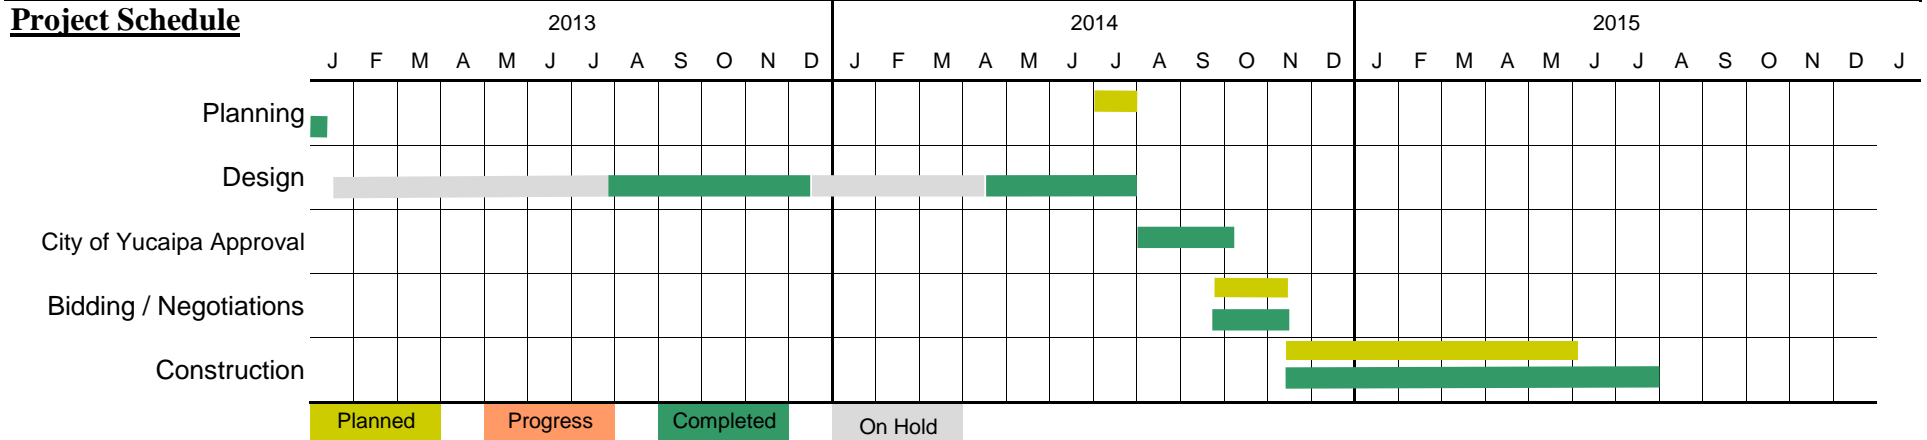 Project Schedule
2013 2014 2015
J F M A M J J A S O N D J F M A M J J A S O N D J F M A M J J A S O N D J
Planning
Design
City of Yucaipa Approval
Bidding / Negotiations
Construction
Planned Progress Completed On Hold